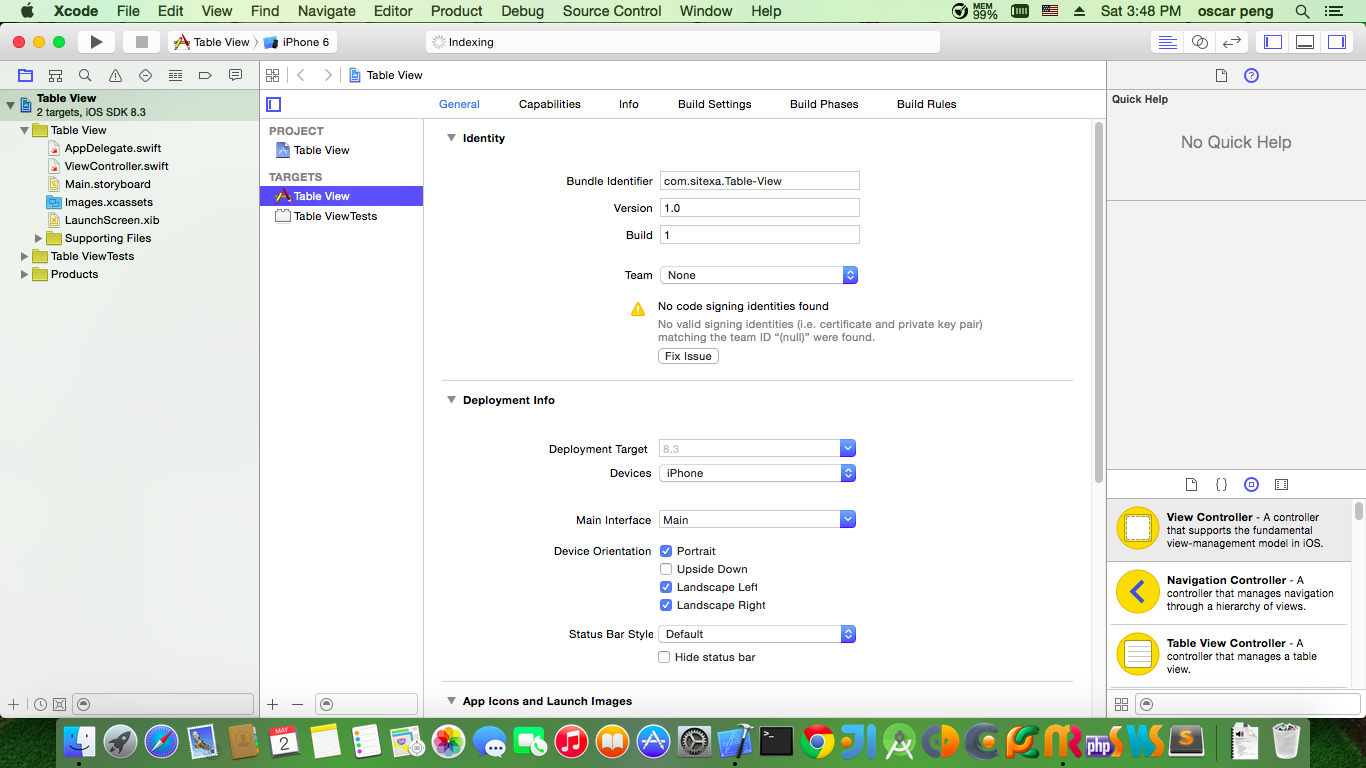 Xcode File Edit View Find Navigate Editor Product Debug Source Control Window Help MEM 99% Sat 3:48 PM oscar peng
Table View iPhone 6 Indexing
Table View
Table View
2 targets, iOS SDK 8.3
Table View
AppDelegate.swift
ViewController.swift
Main.storyboard
Images.xcassets
LaunchScreen.xib
Supporting Files
Table ViewTests
Products
General Capabilities Info Build Settings Build Phases Build Rules
PROJECT
Table View
TARGETS
Table View
Table ViewTests
Identity
Bundle Identifier com.sitexa.Table-View
Version 1.0
Build 1
Team None
No code signing identities found
No valid signing identities (i.e. certificate and private key pair)
matching the team ID “(null)” were found.
Fix Issue
Deployment Info
Deployment Target 8.3
Devices iPhone
Main Interface Main
Device Orientation Portrait
Upside Down
Landscape Left
Landscape Right
Status Bar Style Default
Hide status bar
App Icons and Launch Images
Quick Help
No Quick Help
View Controller - A controller
that supports the fundamental
view-management model in iOS.
Navigation Controller - A
controller that manages navigation
through a hierarchy of views.
Table View Controller - A
controller that manages a table
view.
MAY
2
php